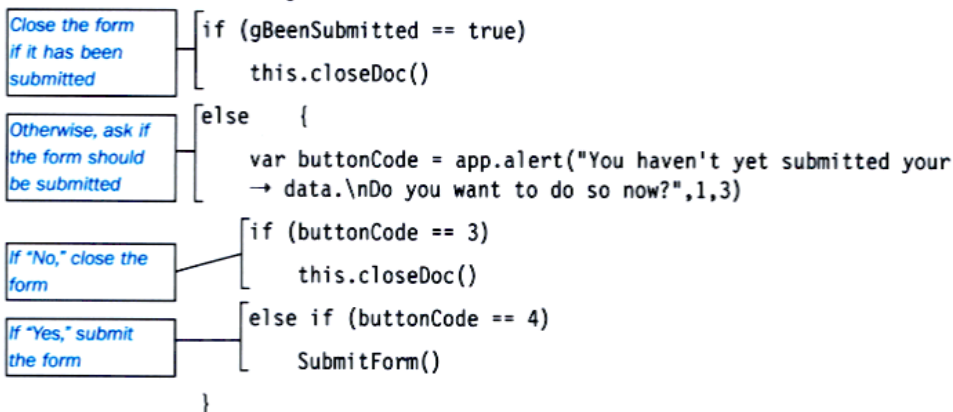 Close the form
if it has been
submitted
if (gBeenSubmitted == true)
this.closeDoc()
Otherwise, ask if
the form should
be submitted
else {
var buttonCode = app.alert("You haven't yet submitted your
→ data.\nDo you want to do so now?",1,3)
If "No," close the
form
if (buttonCode == 3)
this.closeDoc()
If "Yes," submit
the form
else if (buttonCode == 4)
SubmitForm()
}